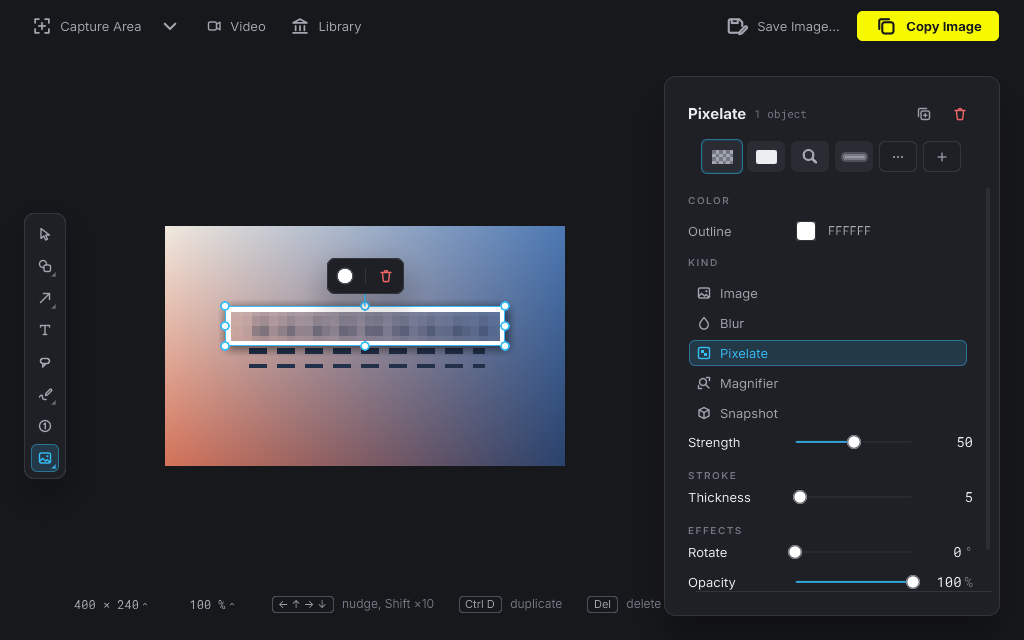 Capture Area
Video
Library
Save Image...
Copy Image
Pixelate 1 object
COLOR
Outline FFFFFF
KIND
Image
Blur
Pixelate
Magnifier
Snapshot
Strength 50
STROKE
Thickness 5
EFFECTS
Rotate 0 °
Opacity 100 %
400 × 240
100 %
← ↑ → ↓ nudge, Shift ×10
Ctrl D duplicate
Del delete